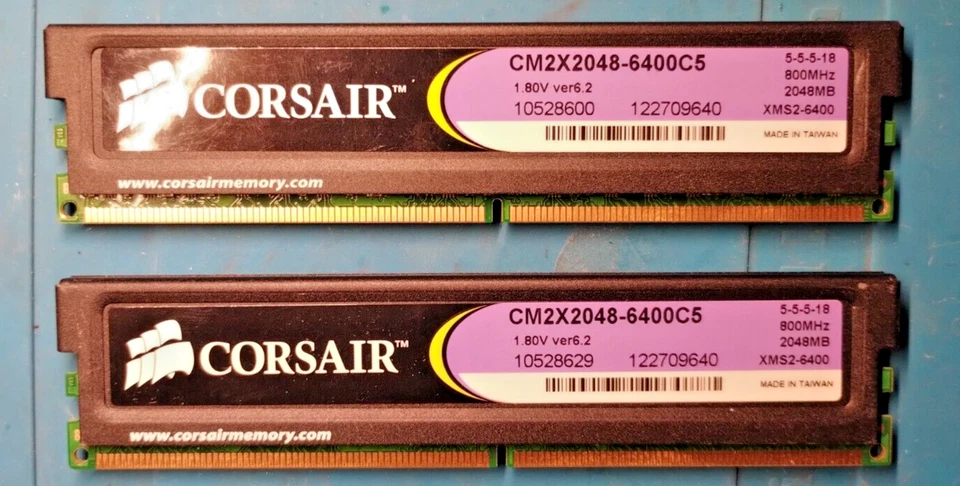 CORSAIR™
www.corsairmemory.com
CM2X2048-6400C5
1.80V ver6.2
10528600 122709640
5-5-5-18
800MHz
2048MB
XMS2-6400
MADE IN TAIWAN
CORSAIR™
www.corsairmemory.com
CM2X2048-6400C5
1.80V ver6.2
10528629 122709640
5-5-5-18
800MHz
2048MB
XMS2-6400
MADE IN TAIWAN